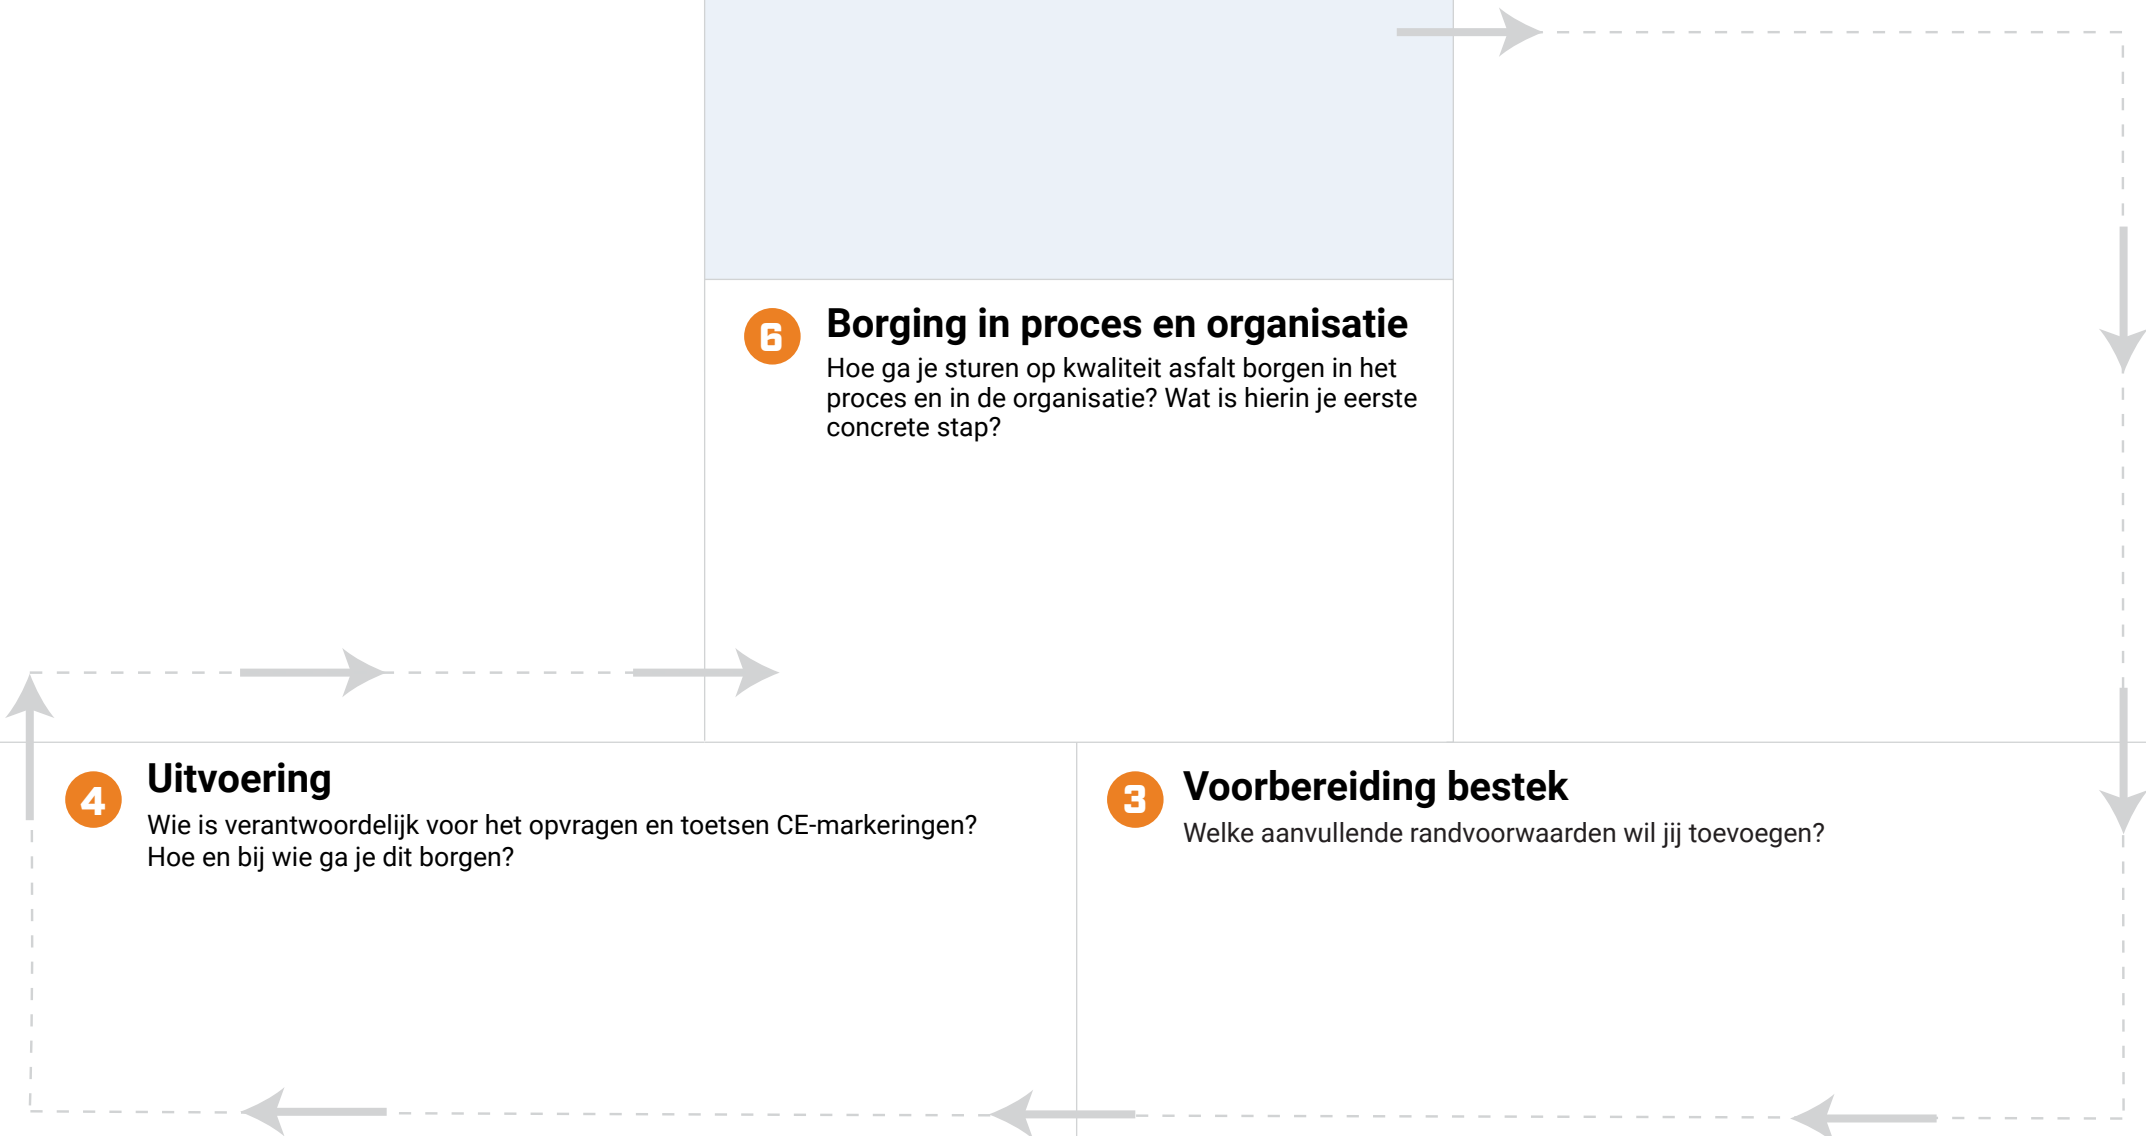 6
Borging in proces en organisatie
Hoe ga je sturen op kwaliteit asfalt borgen in het
proces en in de organisatie? Wat is hierin je eerste
concrete stap?
4
Uitvoering
Wie is verantwoordelijk voor het opvragen en toetsen CE-markeringen?
Hoe en bij wie ga je dit borgen?
3
Voorbereiding bestek
Welke aanvullende randvoorwaarden wil jij toevoegen?